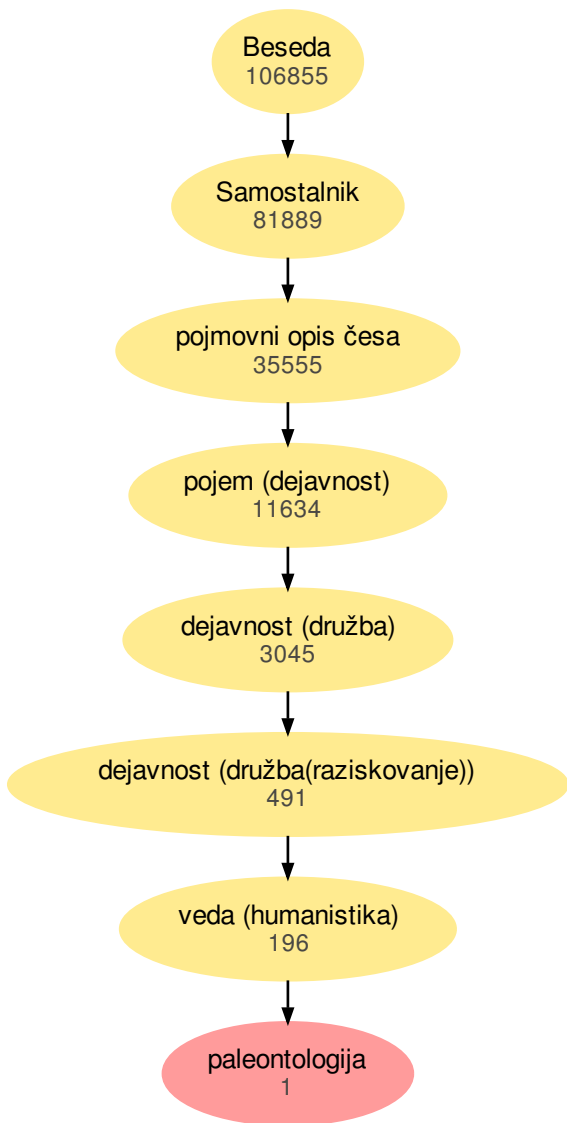 Beseda
106855
Samostalnik
81889
pojmovni opis česa
35555
pojem (dejavnost)
11634
dejavnost (družba)
3045
dejavnost (družba(raziskovanje))
491
veda (humanistika)
196
paleontologija
1